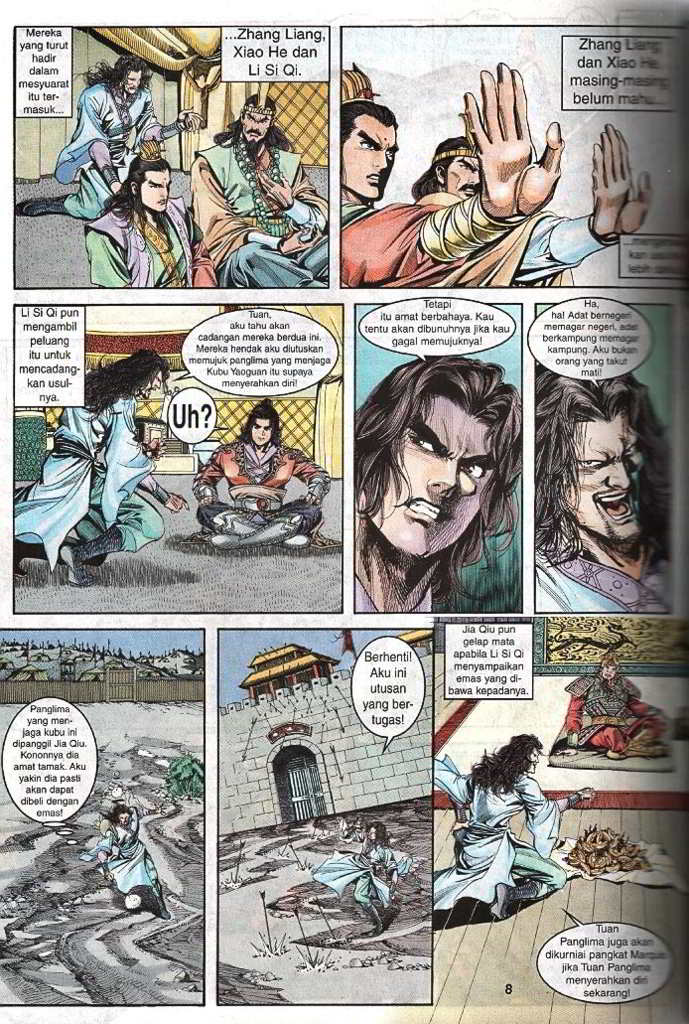 Mereka
yang turut
hadir
dalam
mesyuarat
itu ter-
masuk...
...Zhang Liang,
Xiao He dan
Li Si Qi.
Zhang Liang
dan Xiao He,
masing-masing
belum mahu...
kan
lebih
Li Si Qi pun
mengambil
peluang
itu untuk
mencadang-
kan usul-
nya.
Tuan,
aku tahu akan
cadangan mereka berdua ini.
Mereka hendak aku diutuskan
memujuk panglima yang menjaga
Kubu Yaoguan itu supaya
menyerahkan diri!
Uh?
Tetapi
itu amat berbahaya. Kau
tentu akan dibunuhnya jika kau
gagal memujuknya!
Ha,
ha! Adat bernegeri
memagar negeri, adat
berkampung memagar
kampung. Aku bukan
orang yang takut
mati!
Panglima
yang men-
jaga kubu ini
dipanggil Jia Qiu.
Kononnya dia
amat tamak. Aku
yakin dia pasti
akan dapat
dibeli dengan
emas!
Berhenti!
Aku ini
utusan
yang ber-
tugas!
Jia Qiu pun
gelap mata
apabila Li Si Qi
menyampaikan
emas yang di-
bawa kepadanya.
Tuan
Panglima juga akan
dikurniai pangkat Marquis
jika Tuan Panglima
menyerahkan diri
sekarang!
8